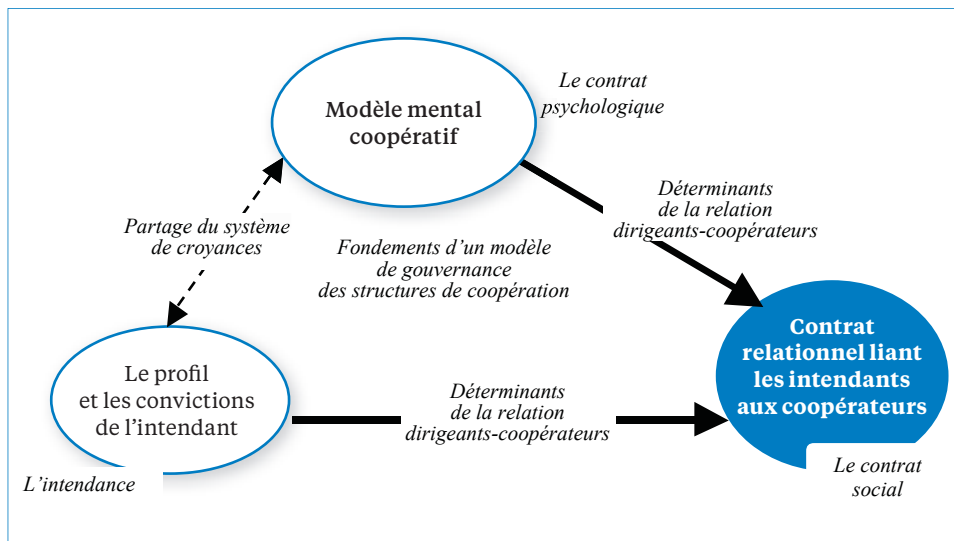 Modèle mental
coopératif
Le contrat
psychologique
Déterminants
de la relation
dirigeants-coopérateurs
Partage du système
de croyances
Fondements d'un modèle
de gouvernance
des structures de coopération
Contrat
relationnel liant
les intendants
aux coopérateurs
Le profil
et les convictions
de l'intendant
Déterminants
de la relation
dirigeants-coopérateurs
L'intendance
Le contrat
social